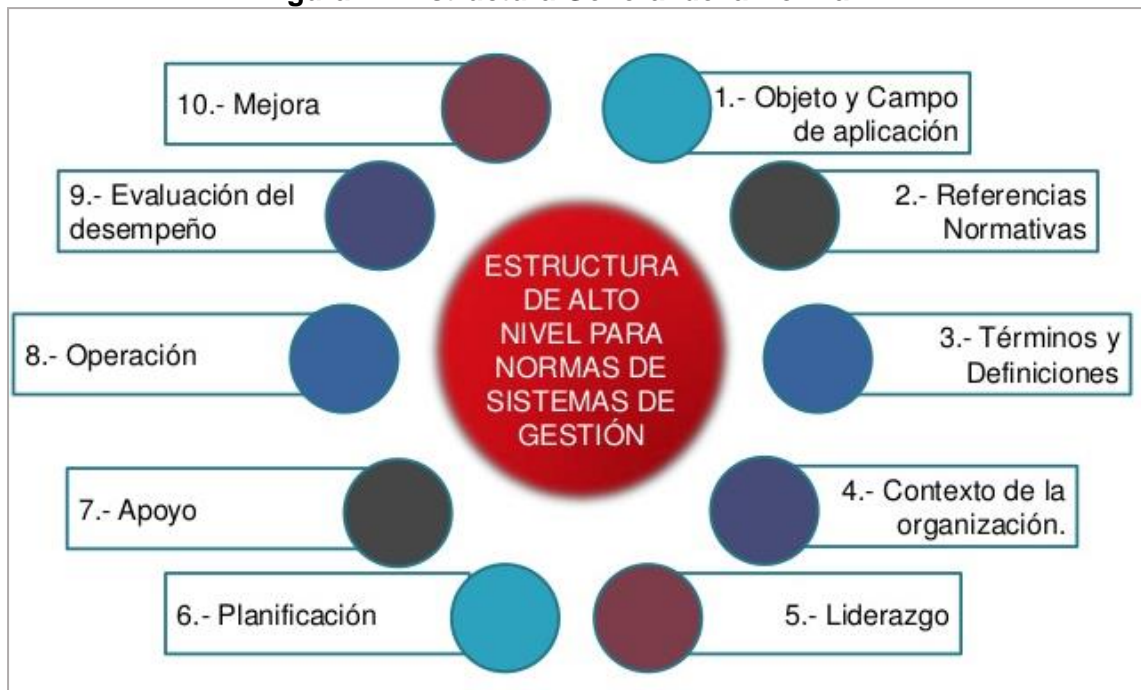 1.- Objeto y Campo
de aplicación
2.- Referencias
Normativas
3.- Términos y
Definiciones
4.- Contexto de la
organización.
5.- Liderazgo
6.- Planificación
7.- Apoyo
8.- Operación
9.- Evaluación del
desempeño
10.- Mejora
ESTRUCTURA
DE ALTO
NIVEL PARA
NORMAS DE
SISTEMAS DE
GESTIÓN